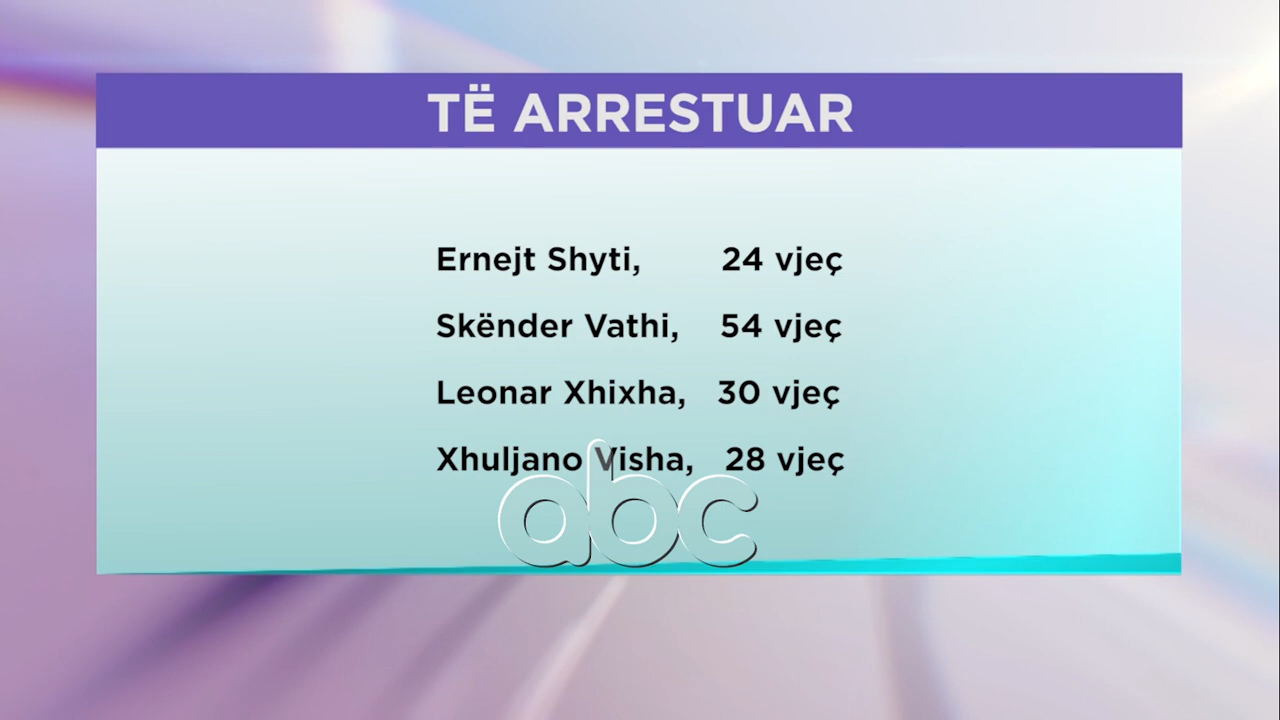 TË ARRESTUAR
Ernejt Shyti, 24 vjeç
Skënder Vathi, 54 vjeç
Leonar Xhixha, 30 vjeç
Xhuljano Visha, 28 vjeç
abc